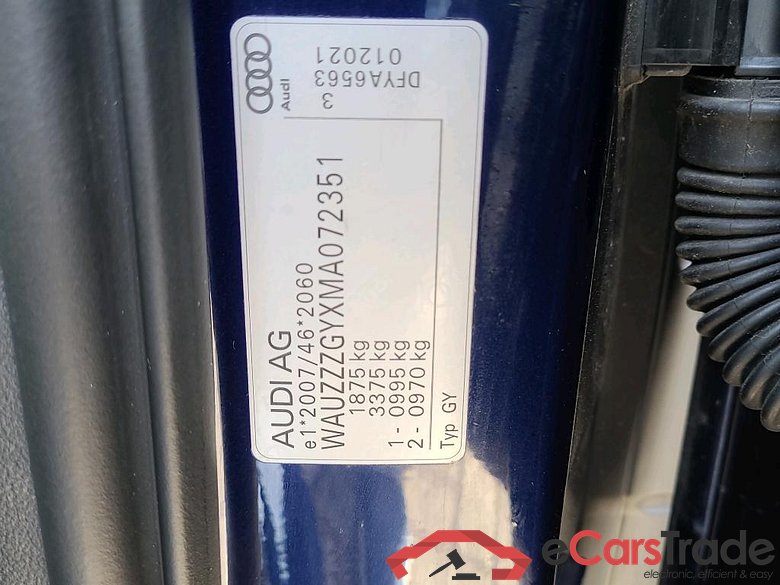 AUDI AG
e1*2007/46*2060
WAUZZZGYXMA072351
1875 kg
3375 kg
1- 0995 kg
2- 0970 kg
Typ GY
Audi
3
DFYA6563
012021
eCarsTrade
electronic, efficient & easy